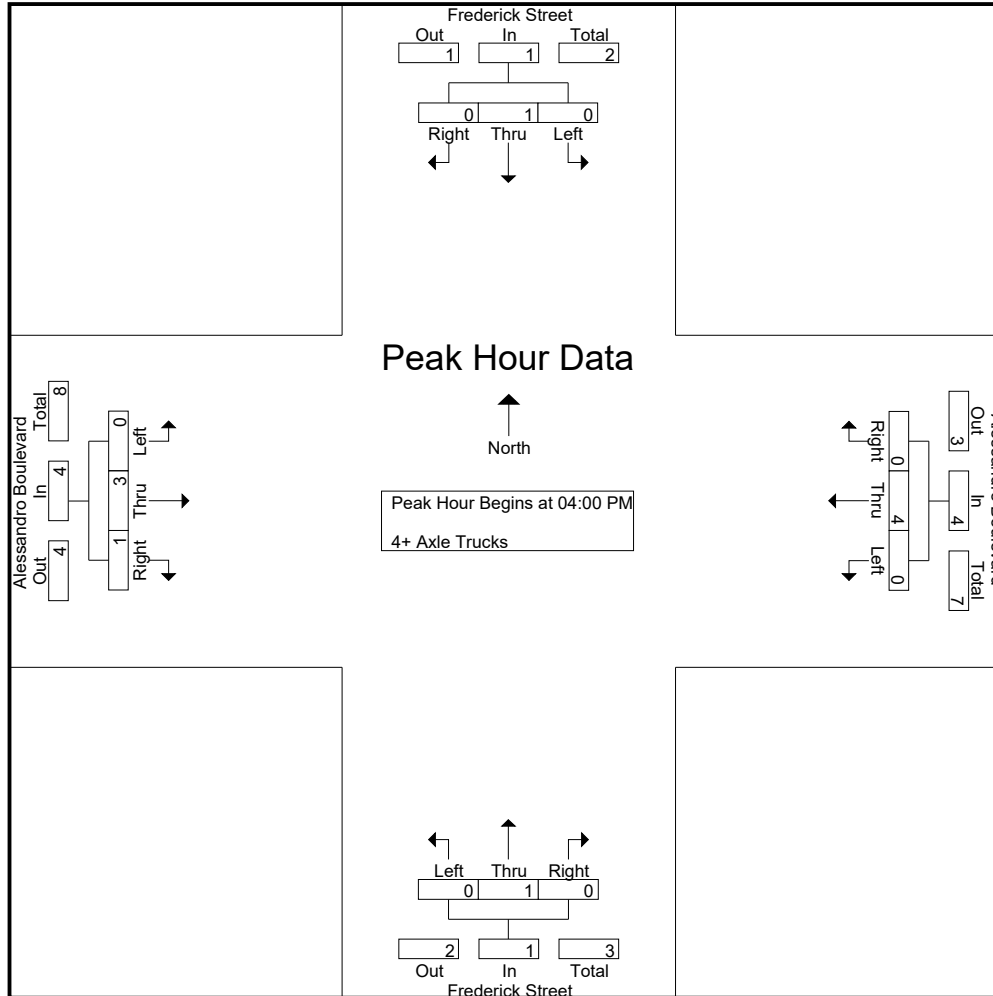 Frederick Street
Out In Total
1 1 2
0 1 0
Right Thru Left
Peak Hour Data
North
Peak Hour Begins at 04:00 PM
4+ Axle Trucks
Alessandro Boulevard
Total In Out
8 4 4
0 3 1
Left Thru Right
Right Thru Left
0 4 0
3 4 7
Out In Total
Left Thru Right
0 1 0
2 1 3
Out In Total
Frederick Street